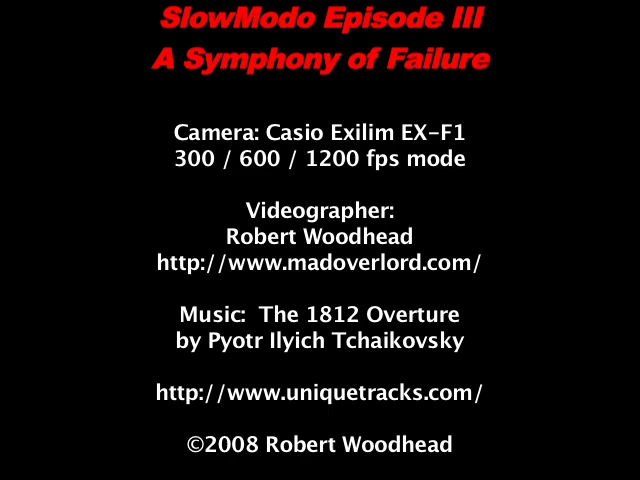 SlowModo Episode III
A Symphony of Failure
Camera: Casio Exilim EX-F1
300 / 600 / 1200 fps mode
Videographer:
Robert Woodhead
http://www.madoverlord.com/
Music:  The 1812 Overture
by Pyotr Ilyich Tchaikovsky
http://www.uniquetracks.com/
©2008 Robert Woodhead